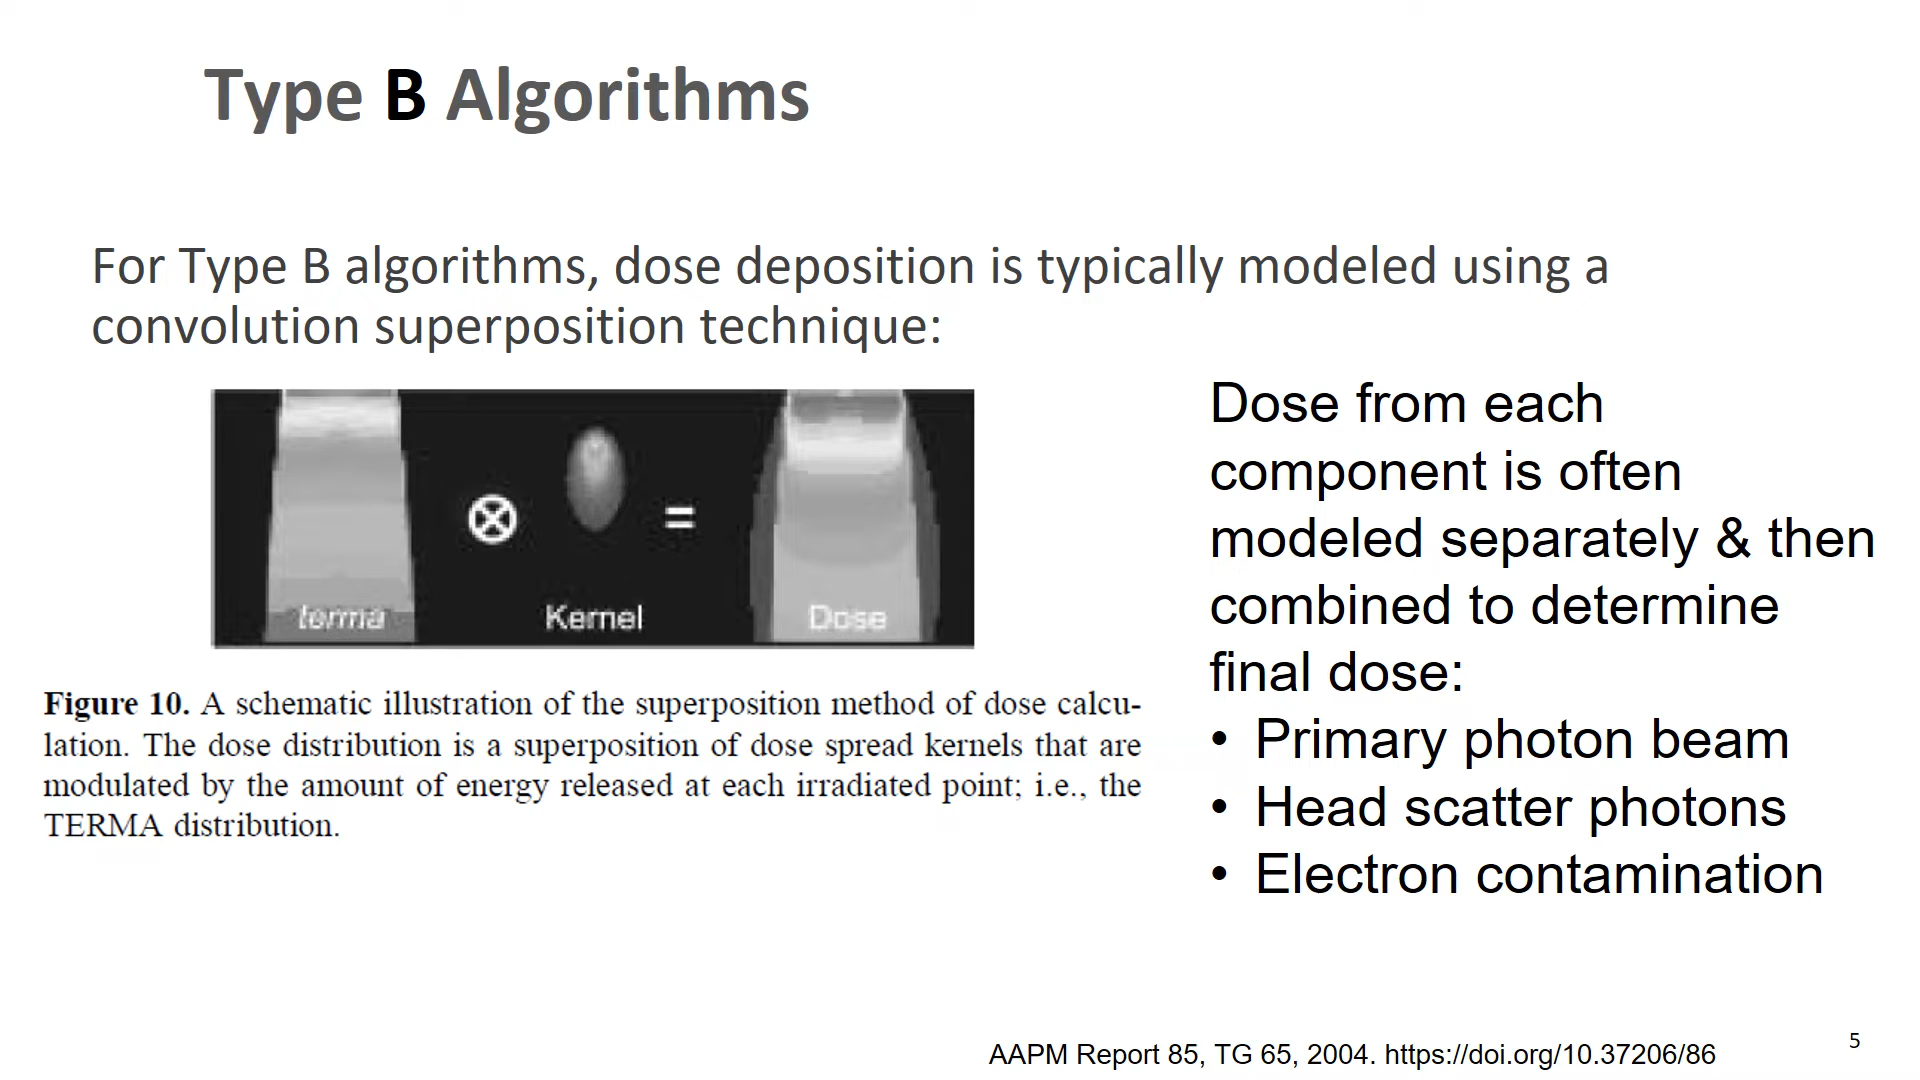 Type B Algorithms
For Type B algorithms, dose deposition is typically modeled using a
convolution superposition technique:
terma
Kernel
Dose
Figure 10. A schematic illustration of the superposition method of dose calcu-
lation. The dose distribution is a superposition of dose spread kernels that are
modulated by the amount of energy released at each irradiated point; i.e., the
TERMA distribution.
Dose from each
component is often
modeled separately & then
combined to determine
final dose:
• Primary photon beam
• Head scatter photons
• Electron contamination
AAPM Report 85, TG 65, 2004. https://doi.org/10.37206/86
5